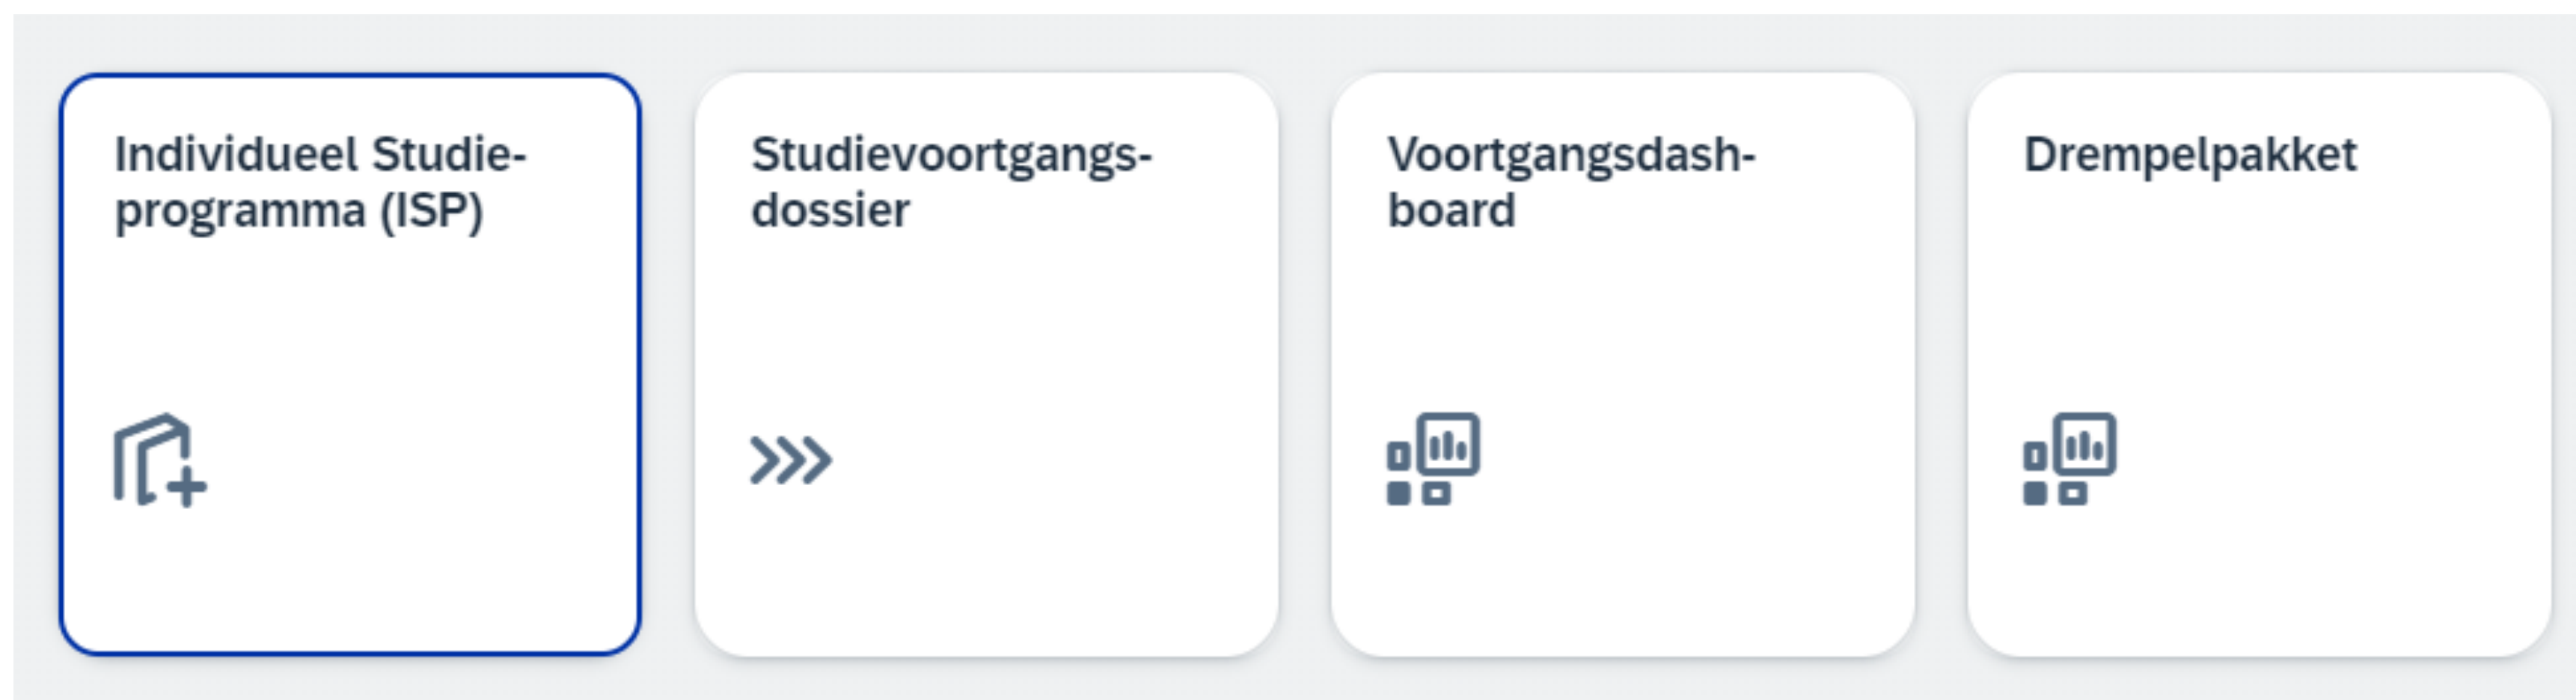 Individueel Studie-
programma (ISP)
Studievoortgangs-
dossier
Voortgangsdash-
board
Drempelpakket